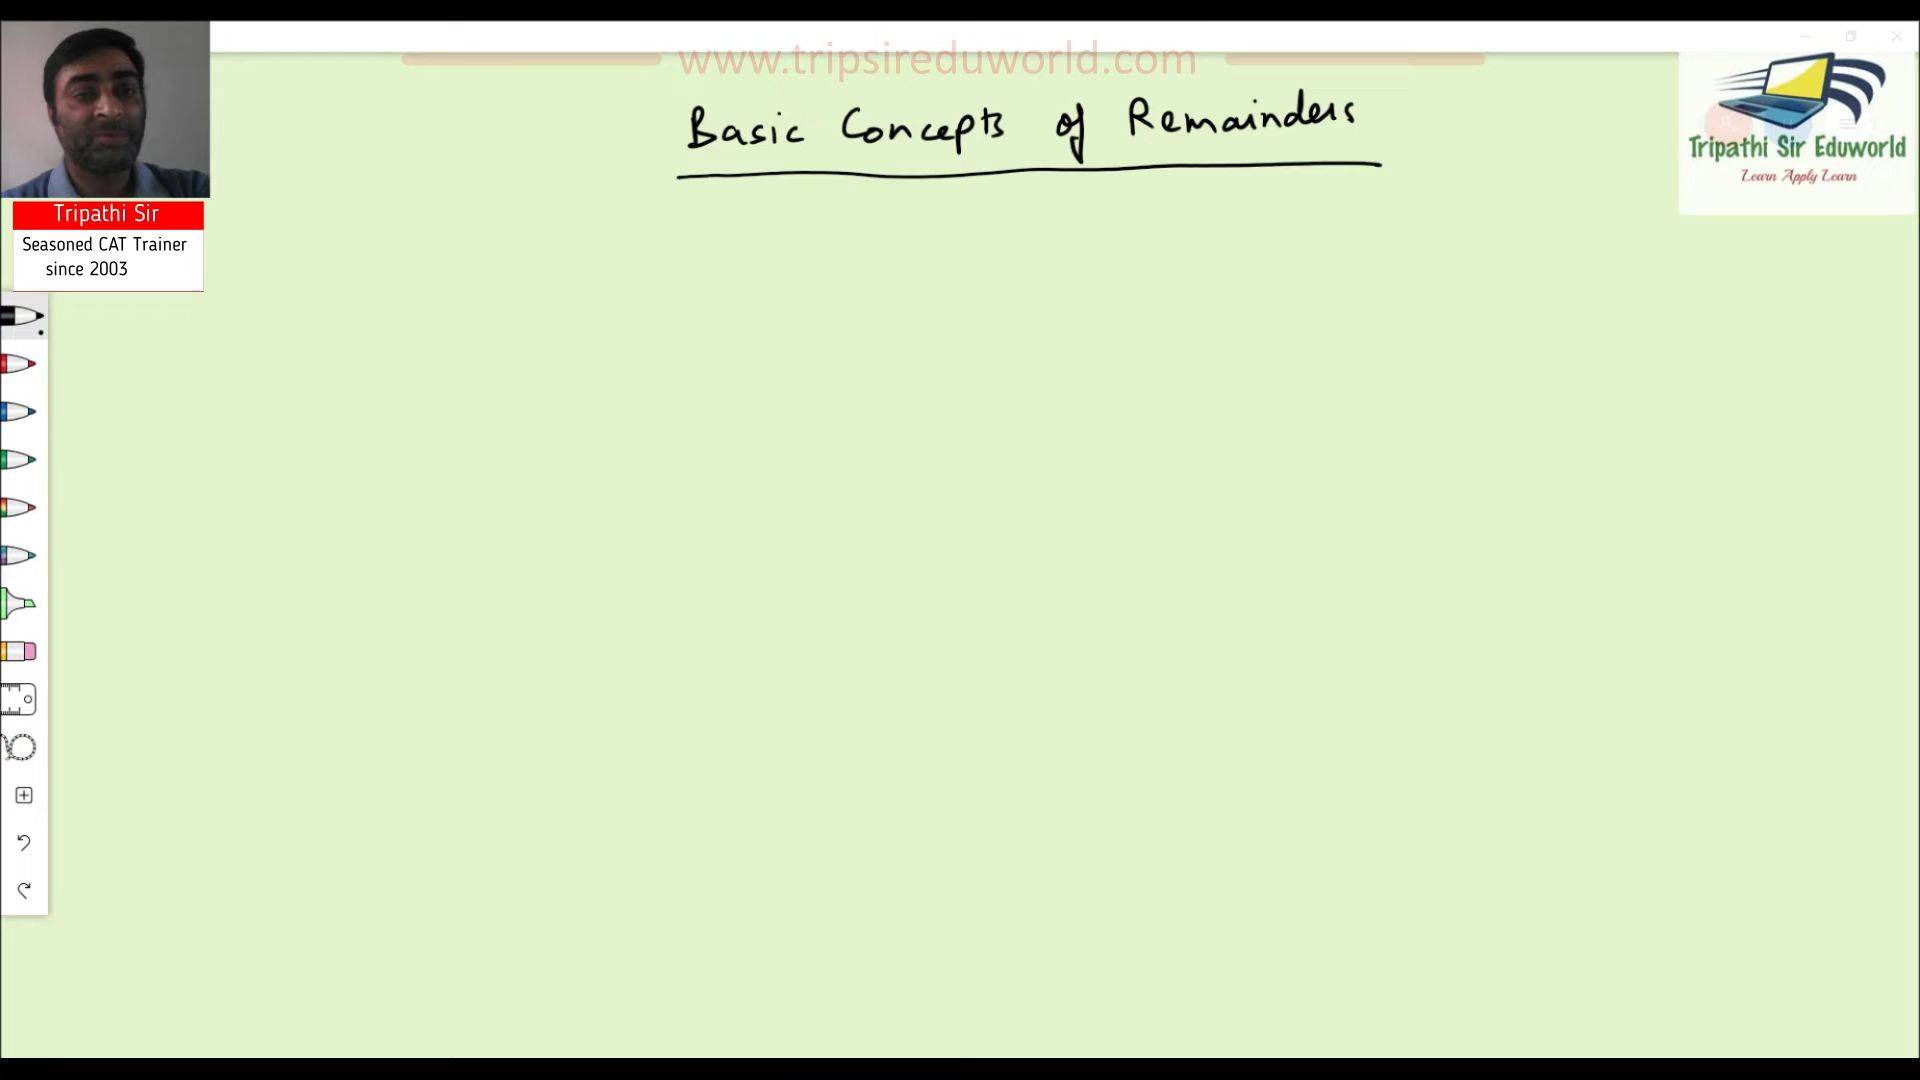 www.tripsireduworld.com
Basic Concepts of Remainders
Tripathi Sir Eduworld
Learn Apply Learn
Tripathi Sir
Seasoned CAT Trainer
since 2003